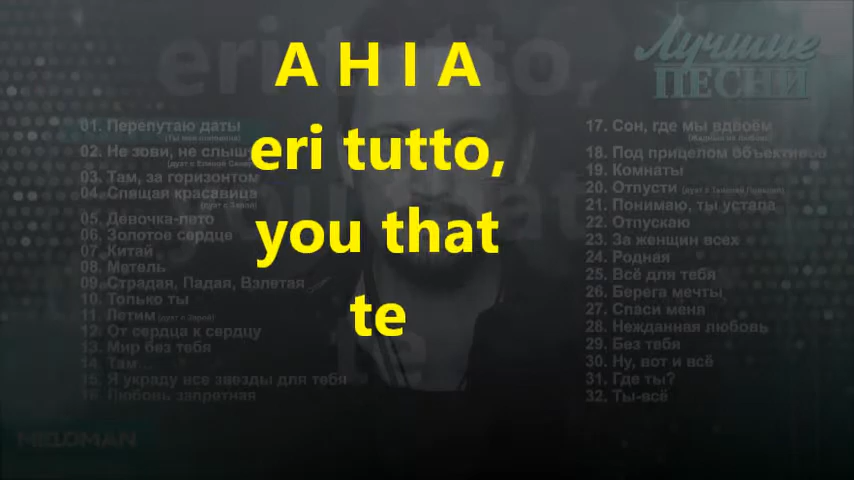 A H I A
eri tutto,
you that
te
Лучшие
ПЕСНИ
01. Перепутаю даты
02. Не зови, не слышу
03. Там, за горизонтом
04. Спящая красавица
05. Девочка-лето
06. Золотое сердце
07. Китай
08. Метель
09. Страдая, Падая, Взлетая
10. Только ты
11. Летим (дуэт с Зарой)
12. От сердца к сердцу
13. Мир без тебя
14. Там...
15. Я украду все звезды для тебя
16. Любовь запретная
17. Сон, где мы вдвоём
18. Под прицелом объективов
19. Комнаты
20. Отпусти
21. Понимаю, ты устала
22. Отпускаю
23. За женщин всех
24. Родная
25. Всё для тебя
26. Берега мечты
27. Спаси меня
28. Нежданная любовь
29. Без тебя
30. Ну, вот и всё
31. Где ты?
32. Ты-всё
MELOMAN